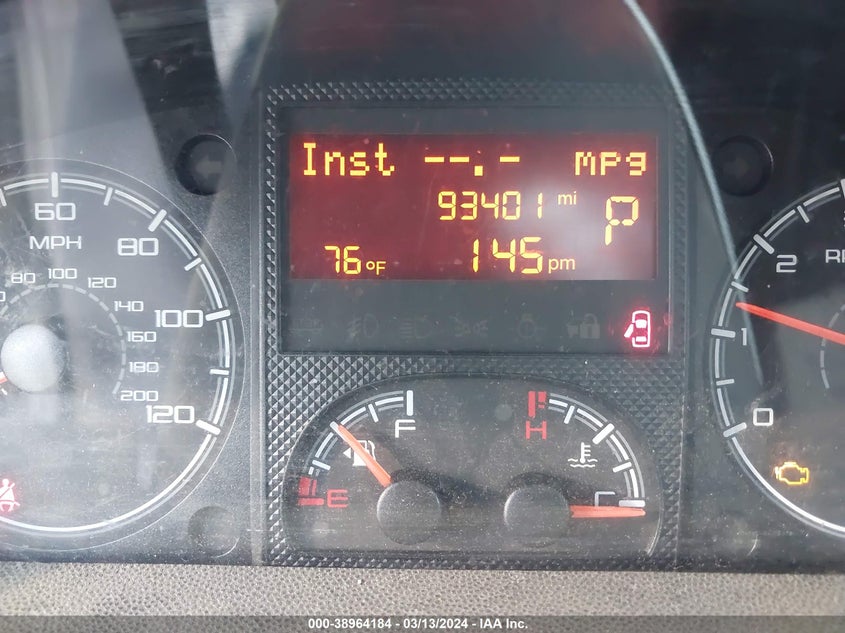 Inst --.- mpg
93401 mi
P
76°F 145 pm
60
MPH
80
100
120
80 100 120
140
160
180
200
F
E
H
C
2
1
0
000-38964184 - 03/13/2024 - IAA Inc.